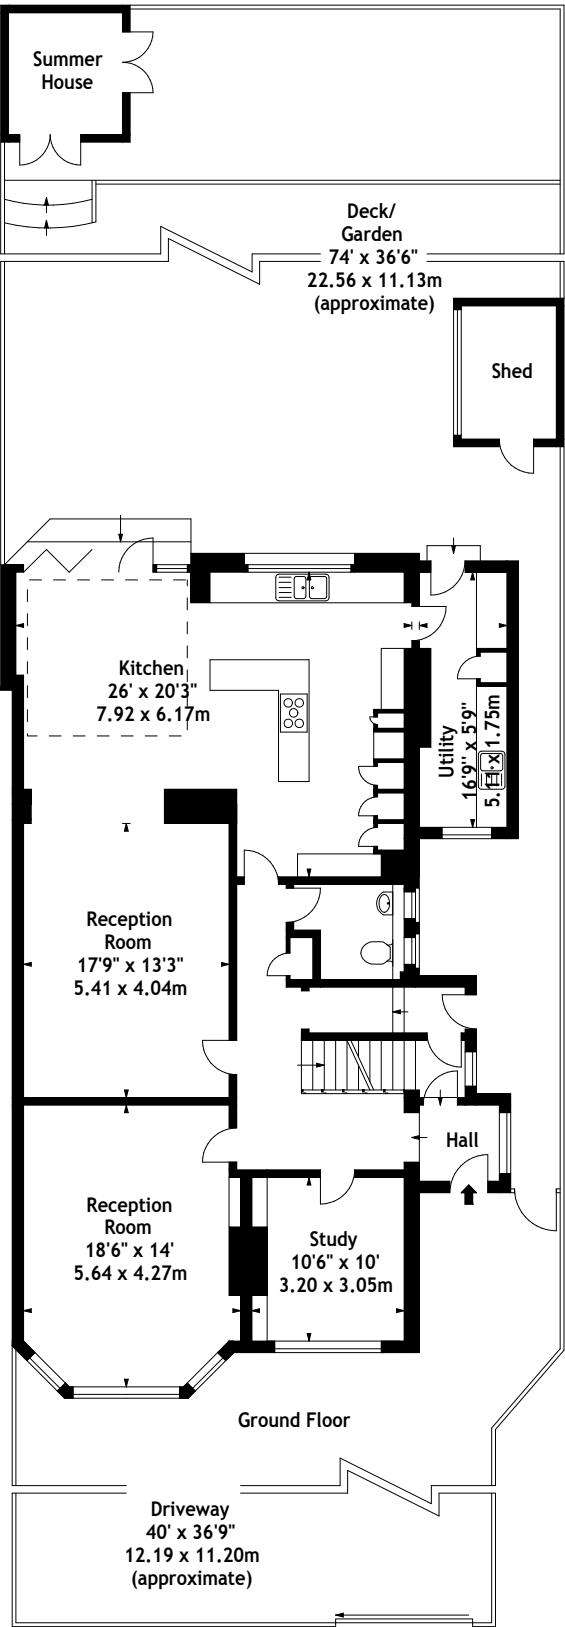 Summer
House
Deck/
Garden
74' x 36'6"
22.56 x 11.13m
(approximate)
Shed
Kitchen
26' x 20'3"
7.92 x 6.17m
Utility
16'9" x 5'9"
5.11 x 1.75m
Reception
Room
17'9" x 13'3"
5.41 x 4.04m
Hall
Reception
Room
18'6" x 14'
5.64 x 4.27m
Study
10'6" x 10'
3.20 x 3.05m
Ground Floor
Driveway
40' x 36'9"
12.19 x 11.20m
(approximate)